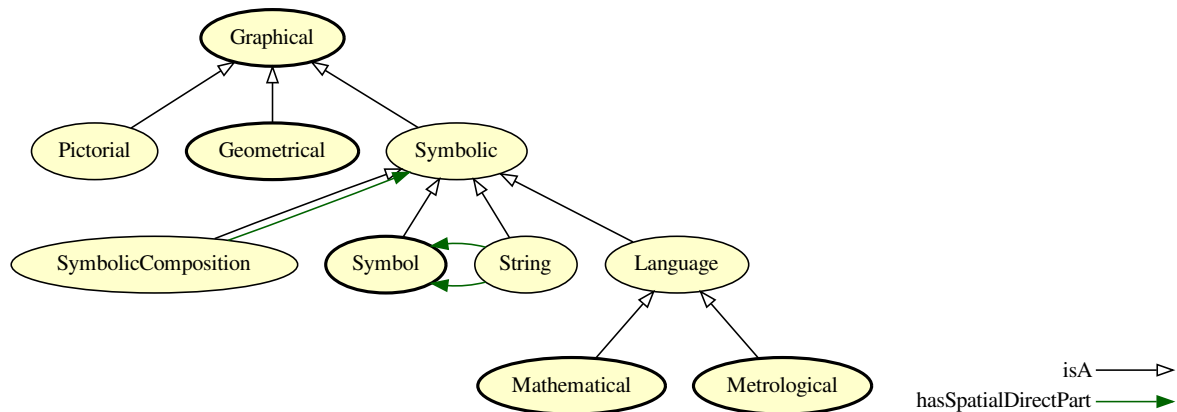 Graphical
Pictorial
Geometrical
Symbolic
SymbolicComposition
Symbol
String
Language
Mathematical
Metrological
isA
hasSpatialDirectPart